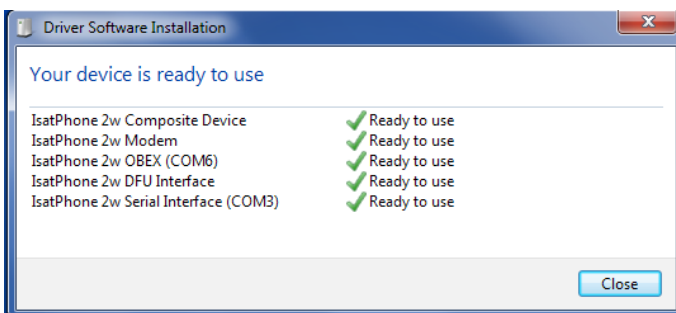 Driver Software Installation
Your device is ready to use
IsatPhone 2w Composite Device Ready to use
IsatPhone 2w Modem Ready to use
IsatPhone 2w OBEX (COM6) Ready to use
IsatPhone 2w DFU Interface Ready to use
IsatPhone 2w Serial Interface (COM3) Ready to use
Close